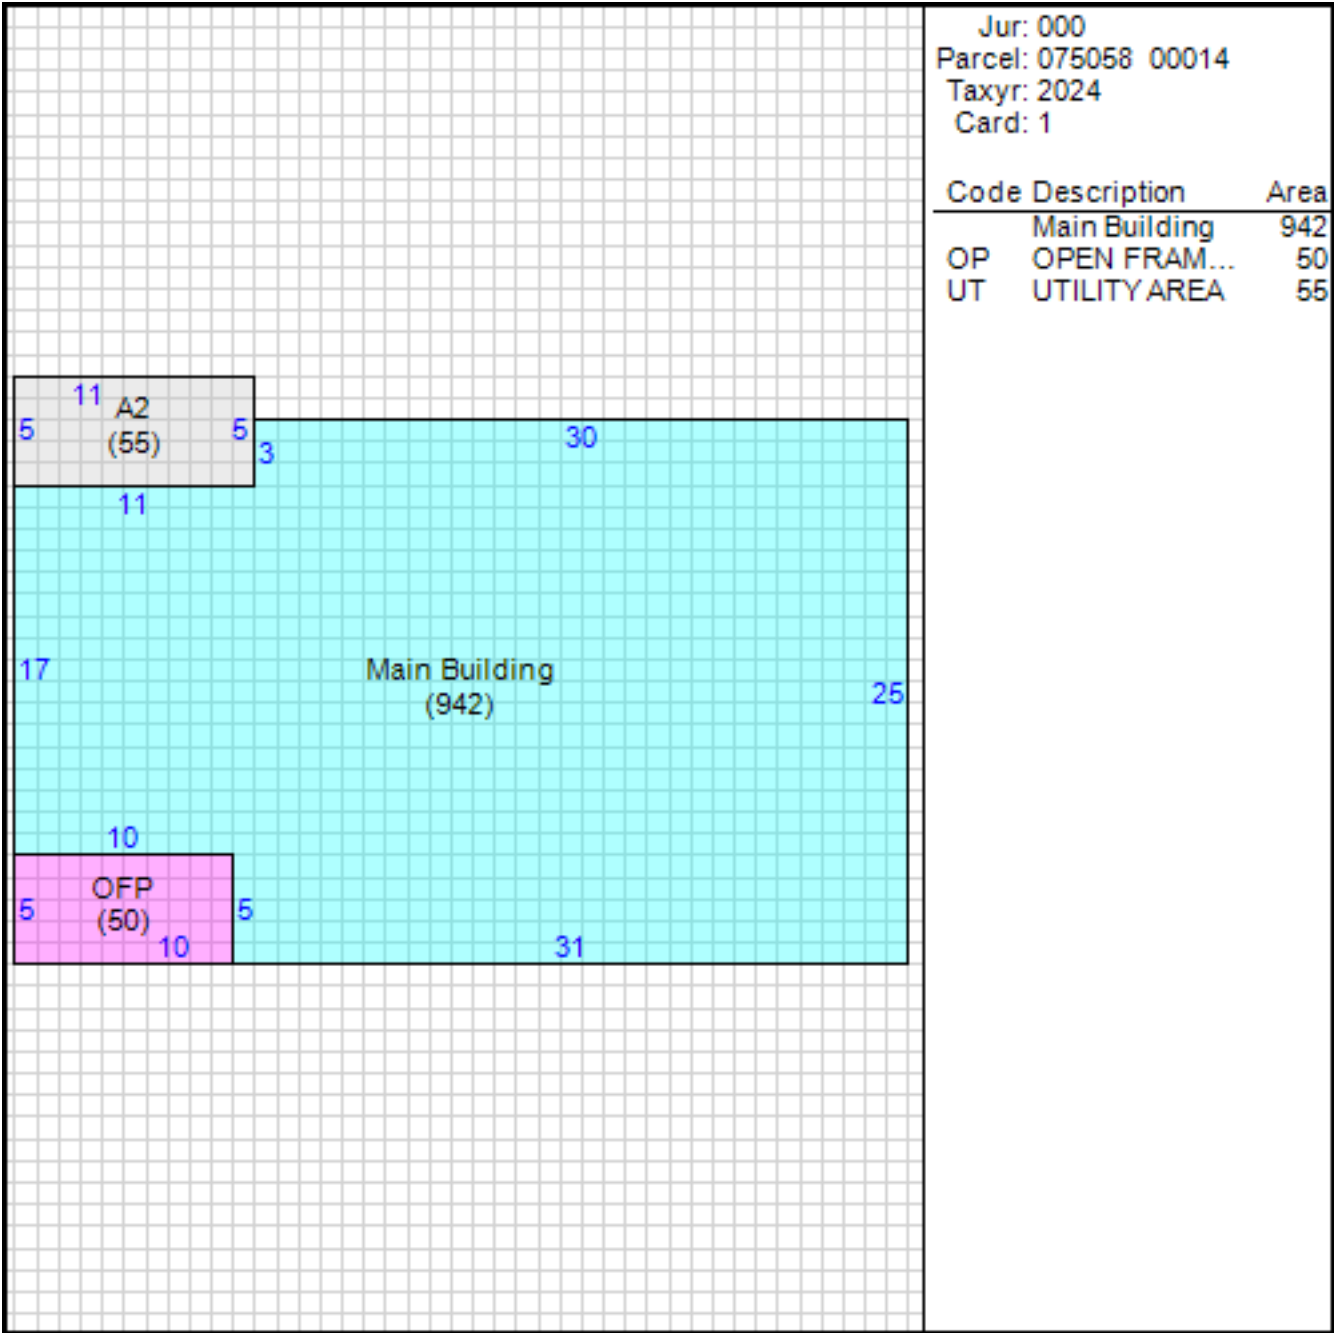 Jur: 000
Parcel: 075058 00014
Taxyr: 2024
Card: 1
Code Description Area
Main Building 942
OP OPEN FRAM... 50
UT UTILITY AREA 55
11
A2
5 5
(55)
3
30
11
17
Main Building
(942)
25
10
OFP
5 5
(50)
10
31